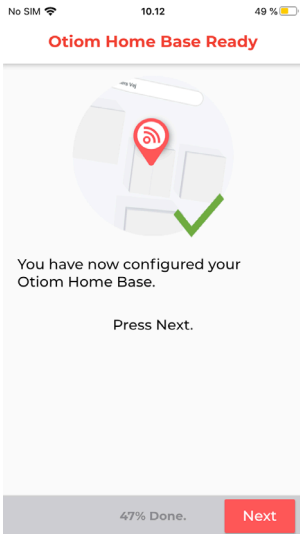 No SIM 10.12 49 %
Otiom Home Base Ready
You have now configured your
Otiom Home Base.
Press Next.
47% Done. Next